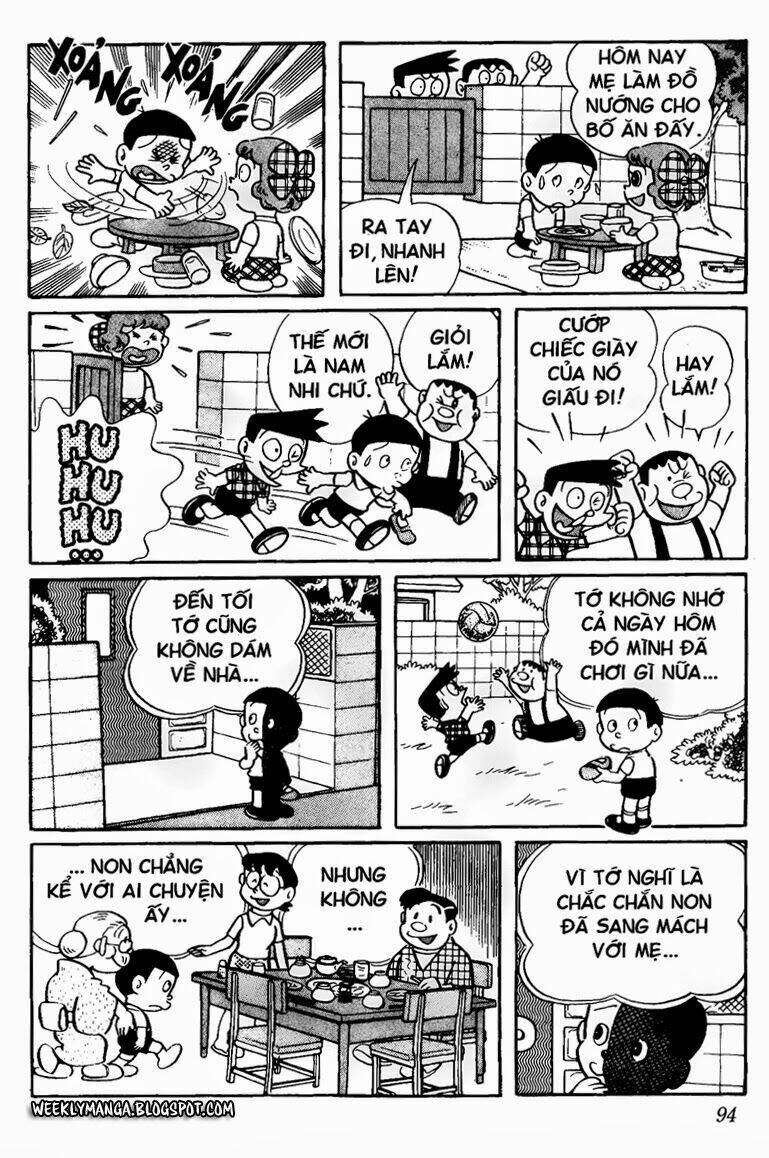 XOẢNG
XOẢNG
HÔM NAY
MẸ LÀM ĐỒ
NƯỚNG CHO
BỐ ĂN ĐẤY.
RA TAY
ĐI, NHANH
LÊN!
HU
HU
HU
...
THẾ MỚI
LÀ NAM
NHI CHỨ.
GIỎI
LẮM!
CƯỚP
CHIẾC GIÀY
CỦA NÓ
GIẤU ĐI!
HAY
LẮM!
ĐẾN TỐI
TỚ CŨNG
KHÔNG DÁM
VỀ NHÀ...
TỚ KHÔNG NHỚ
CẢ NGÀY HÔM
ĐÓ MÌNH ĐÃ
CHƠI GÌ NỮA...
... NON CHẲNG
KỂ VỚI AI CHUYỆN
ẤY...
NHƯNG
KHÔNG
...
VÌ TỚ NGHĨ LÀ
CHẮC CHẮN NON
ĐÃ SANG MÁCH
VỚI MẸ...
WEEKLYMANGA.BLOGSPOT.COM
94